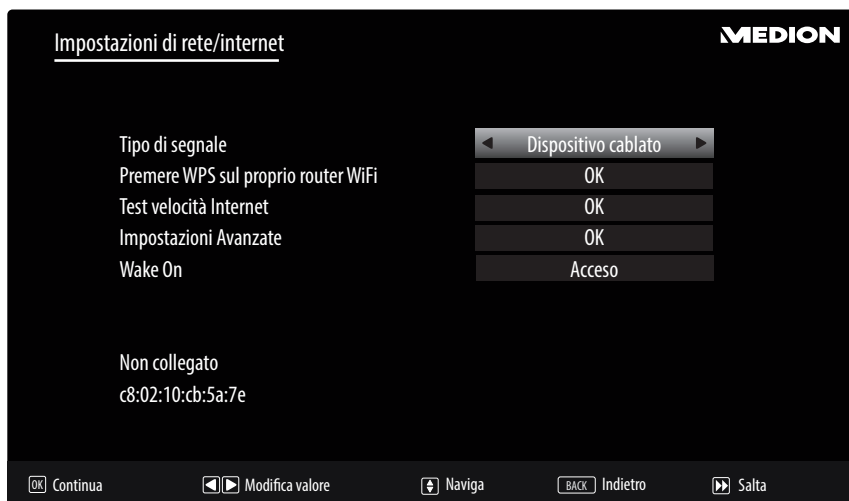 Impostazioni di rete/internet
MEDION
Tipo di segnale Dispositivo cablato
Premere WPS sul proprio router WiFi OK
Test velocità Internet OK
Impostazioni Avanzate OK
Wake On Acceso
Non collegato
c8:02:10:cb:5a:7e
OK Continua Modifica valore Naviga BACK Indietro Salta